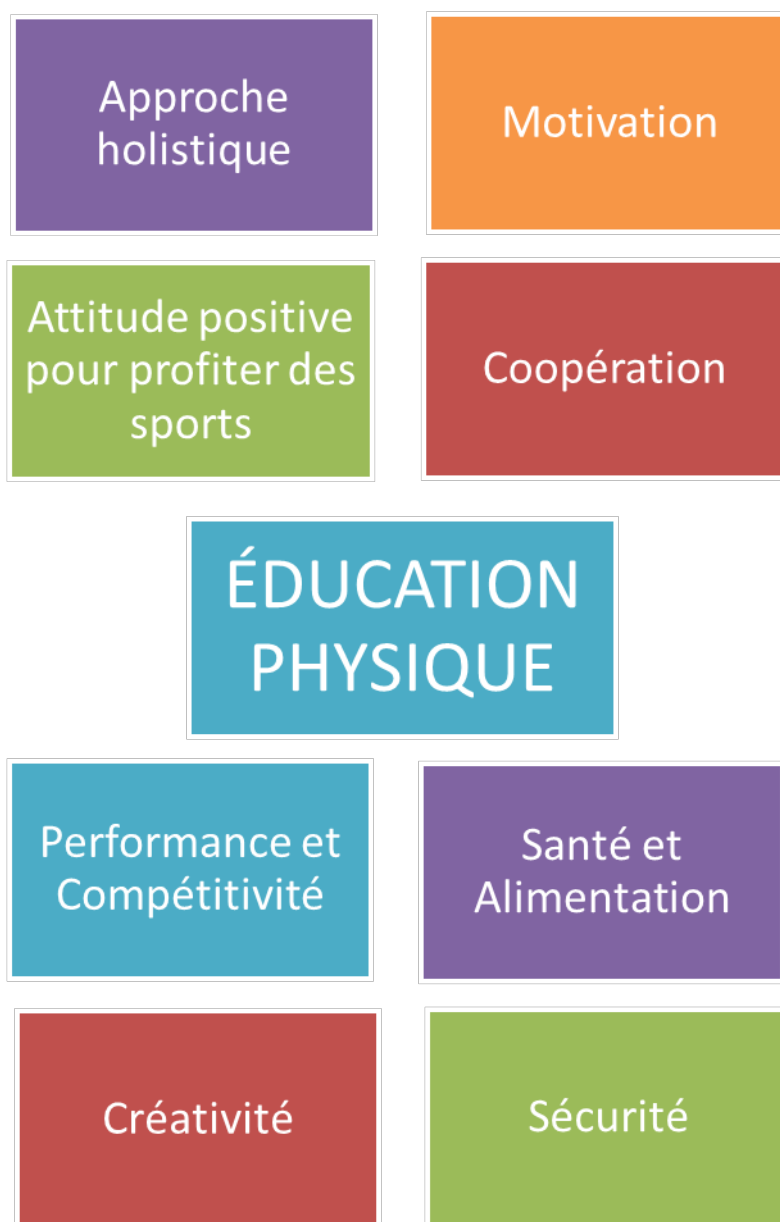 Approche
holistique
Motivation
Attitude positive
pour profiter des
sports
Coopération
ÉDUCATION
PHYSIQUE
Performance et
Compétitivité
Santé et
Alimentation
Créativité
Sécurité